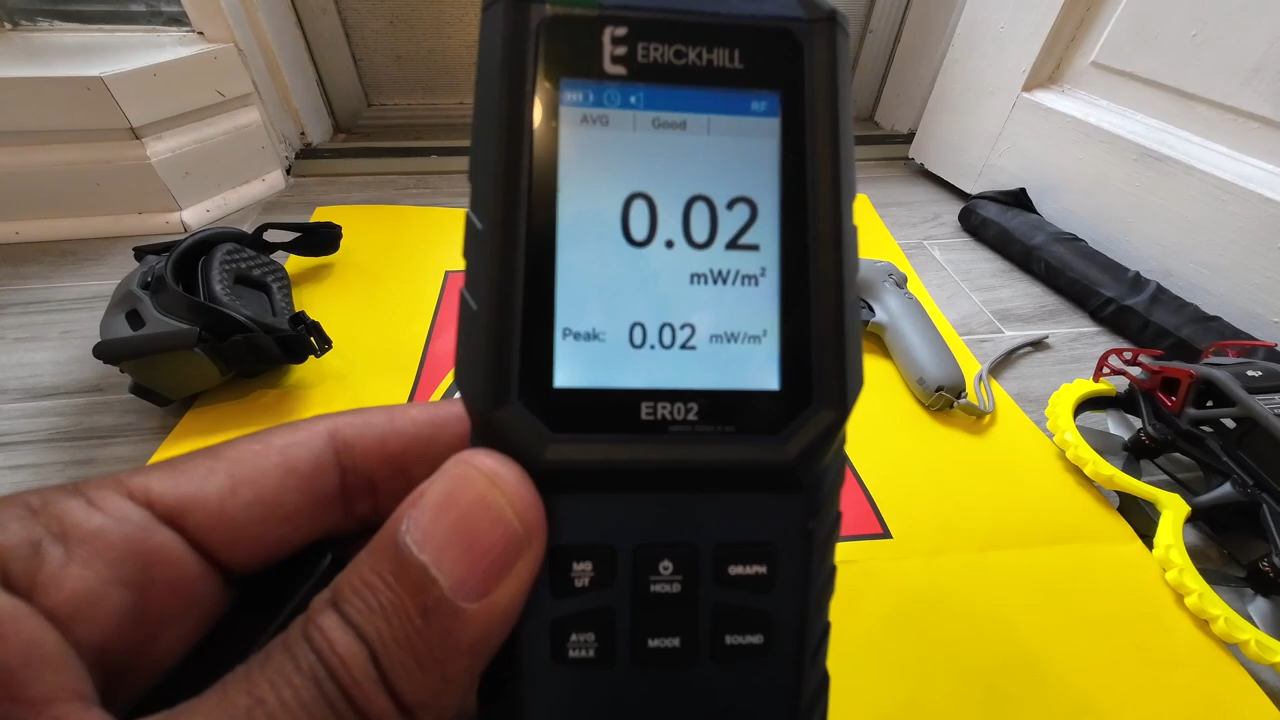 ERICKHILL
RF
AVG Good
0.02
mW/m²
Peak: 0.02 mW/m²
ER02
MG
UT
HOLD
GRAPH
AVG
MAX
MODE
SOUND